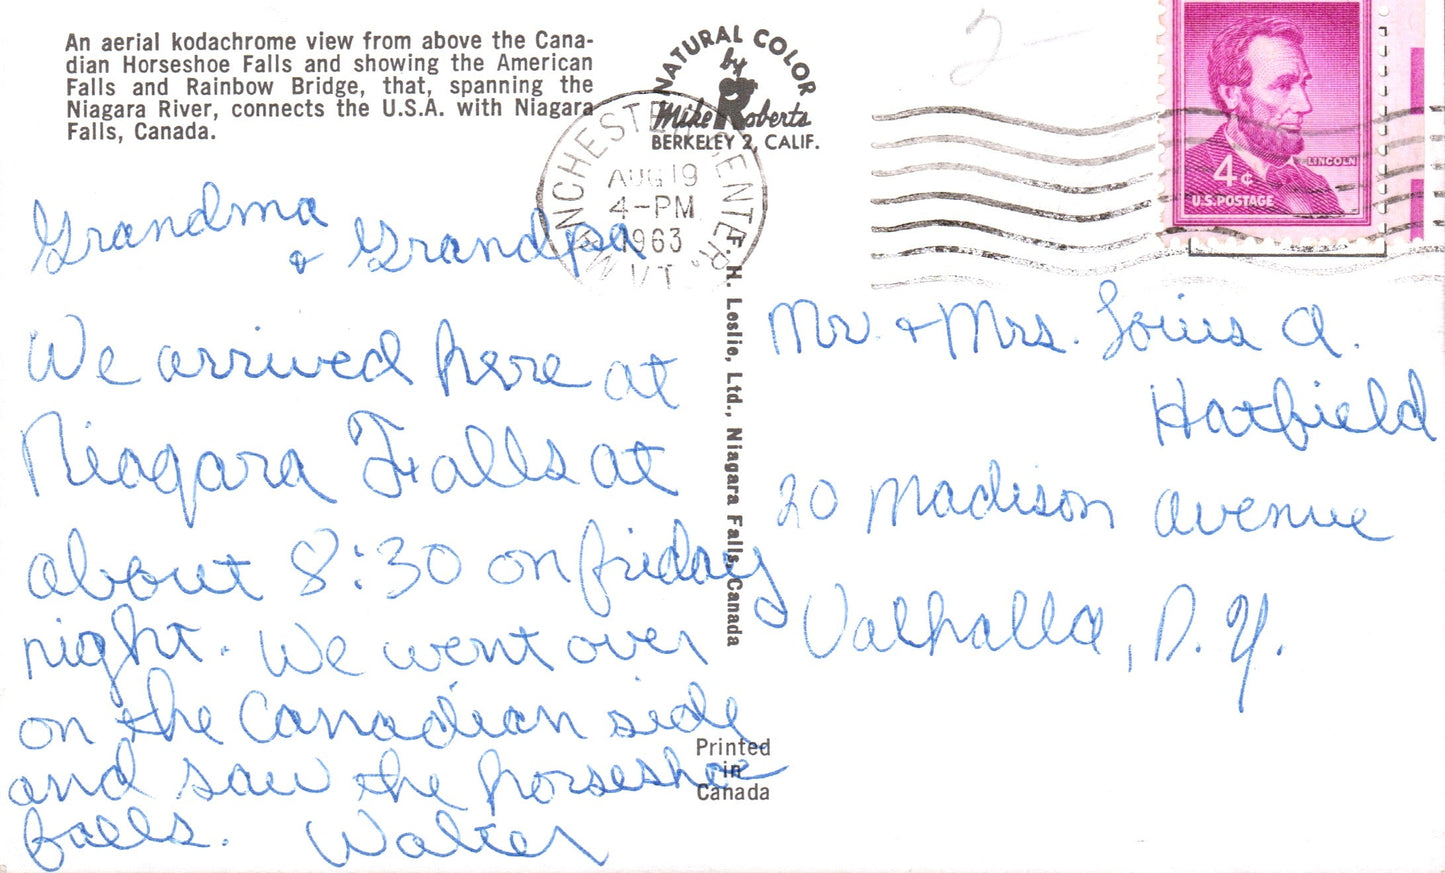 An aerial kodachrome view from above the Cana-
dian Horseshoe Falls and showing the American
Falls and Rainbow Bridge, that, spanning the
Niagara River, connects the U.S.A. with Niagara
Falls, Canada.
NATURAL COLOR
by
Mike Roberts
BERKELEY 2, CALIF.
MANCHESTER CENTER
AUG 19
4-PM
1963
VT.
2
LINCOLN
4¢
U.S. POSTAGE
Grandma
& Grandpa
We arrived here at
Niagara Falls at
about 8:30 on friday
night. We went over
on the Canadian side
and saw the horseshoe
falls. Walter
F. H. Leslie, Ltd., Niagara Falls, Canada
Printed
in
Canada
Mr. & Mrs. Louis A.
Hatfield
20 Madison Avenue
Valhalla, N.Y.